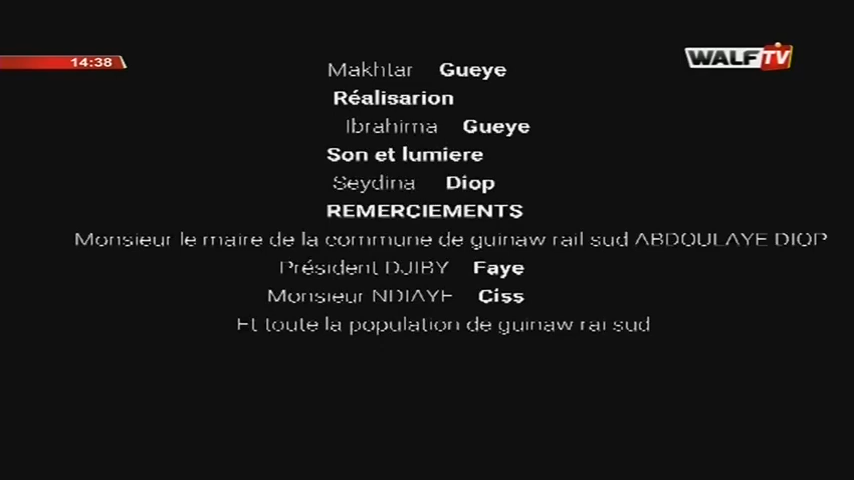 14:38
WALF TV
Makhtar Gueye
Réalisarion
Ibrahima Gueye
Son et lumiere
Seydina Diop
REMERCIEMENTS
Monsieur le maire de la commune de guinaw rail sud ABDOULAYE DIOP
Président DJIBY Faye
Monsieur NDIAYE Ciss
Et toute la population de guinaw rai sud